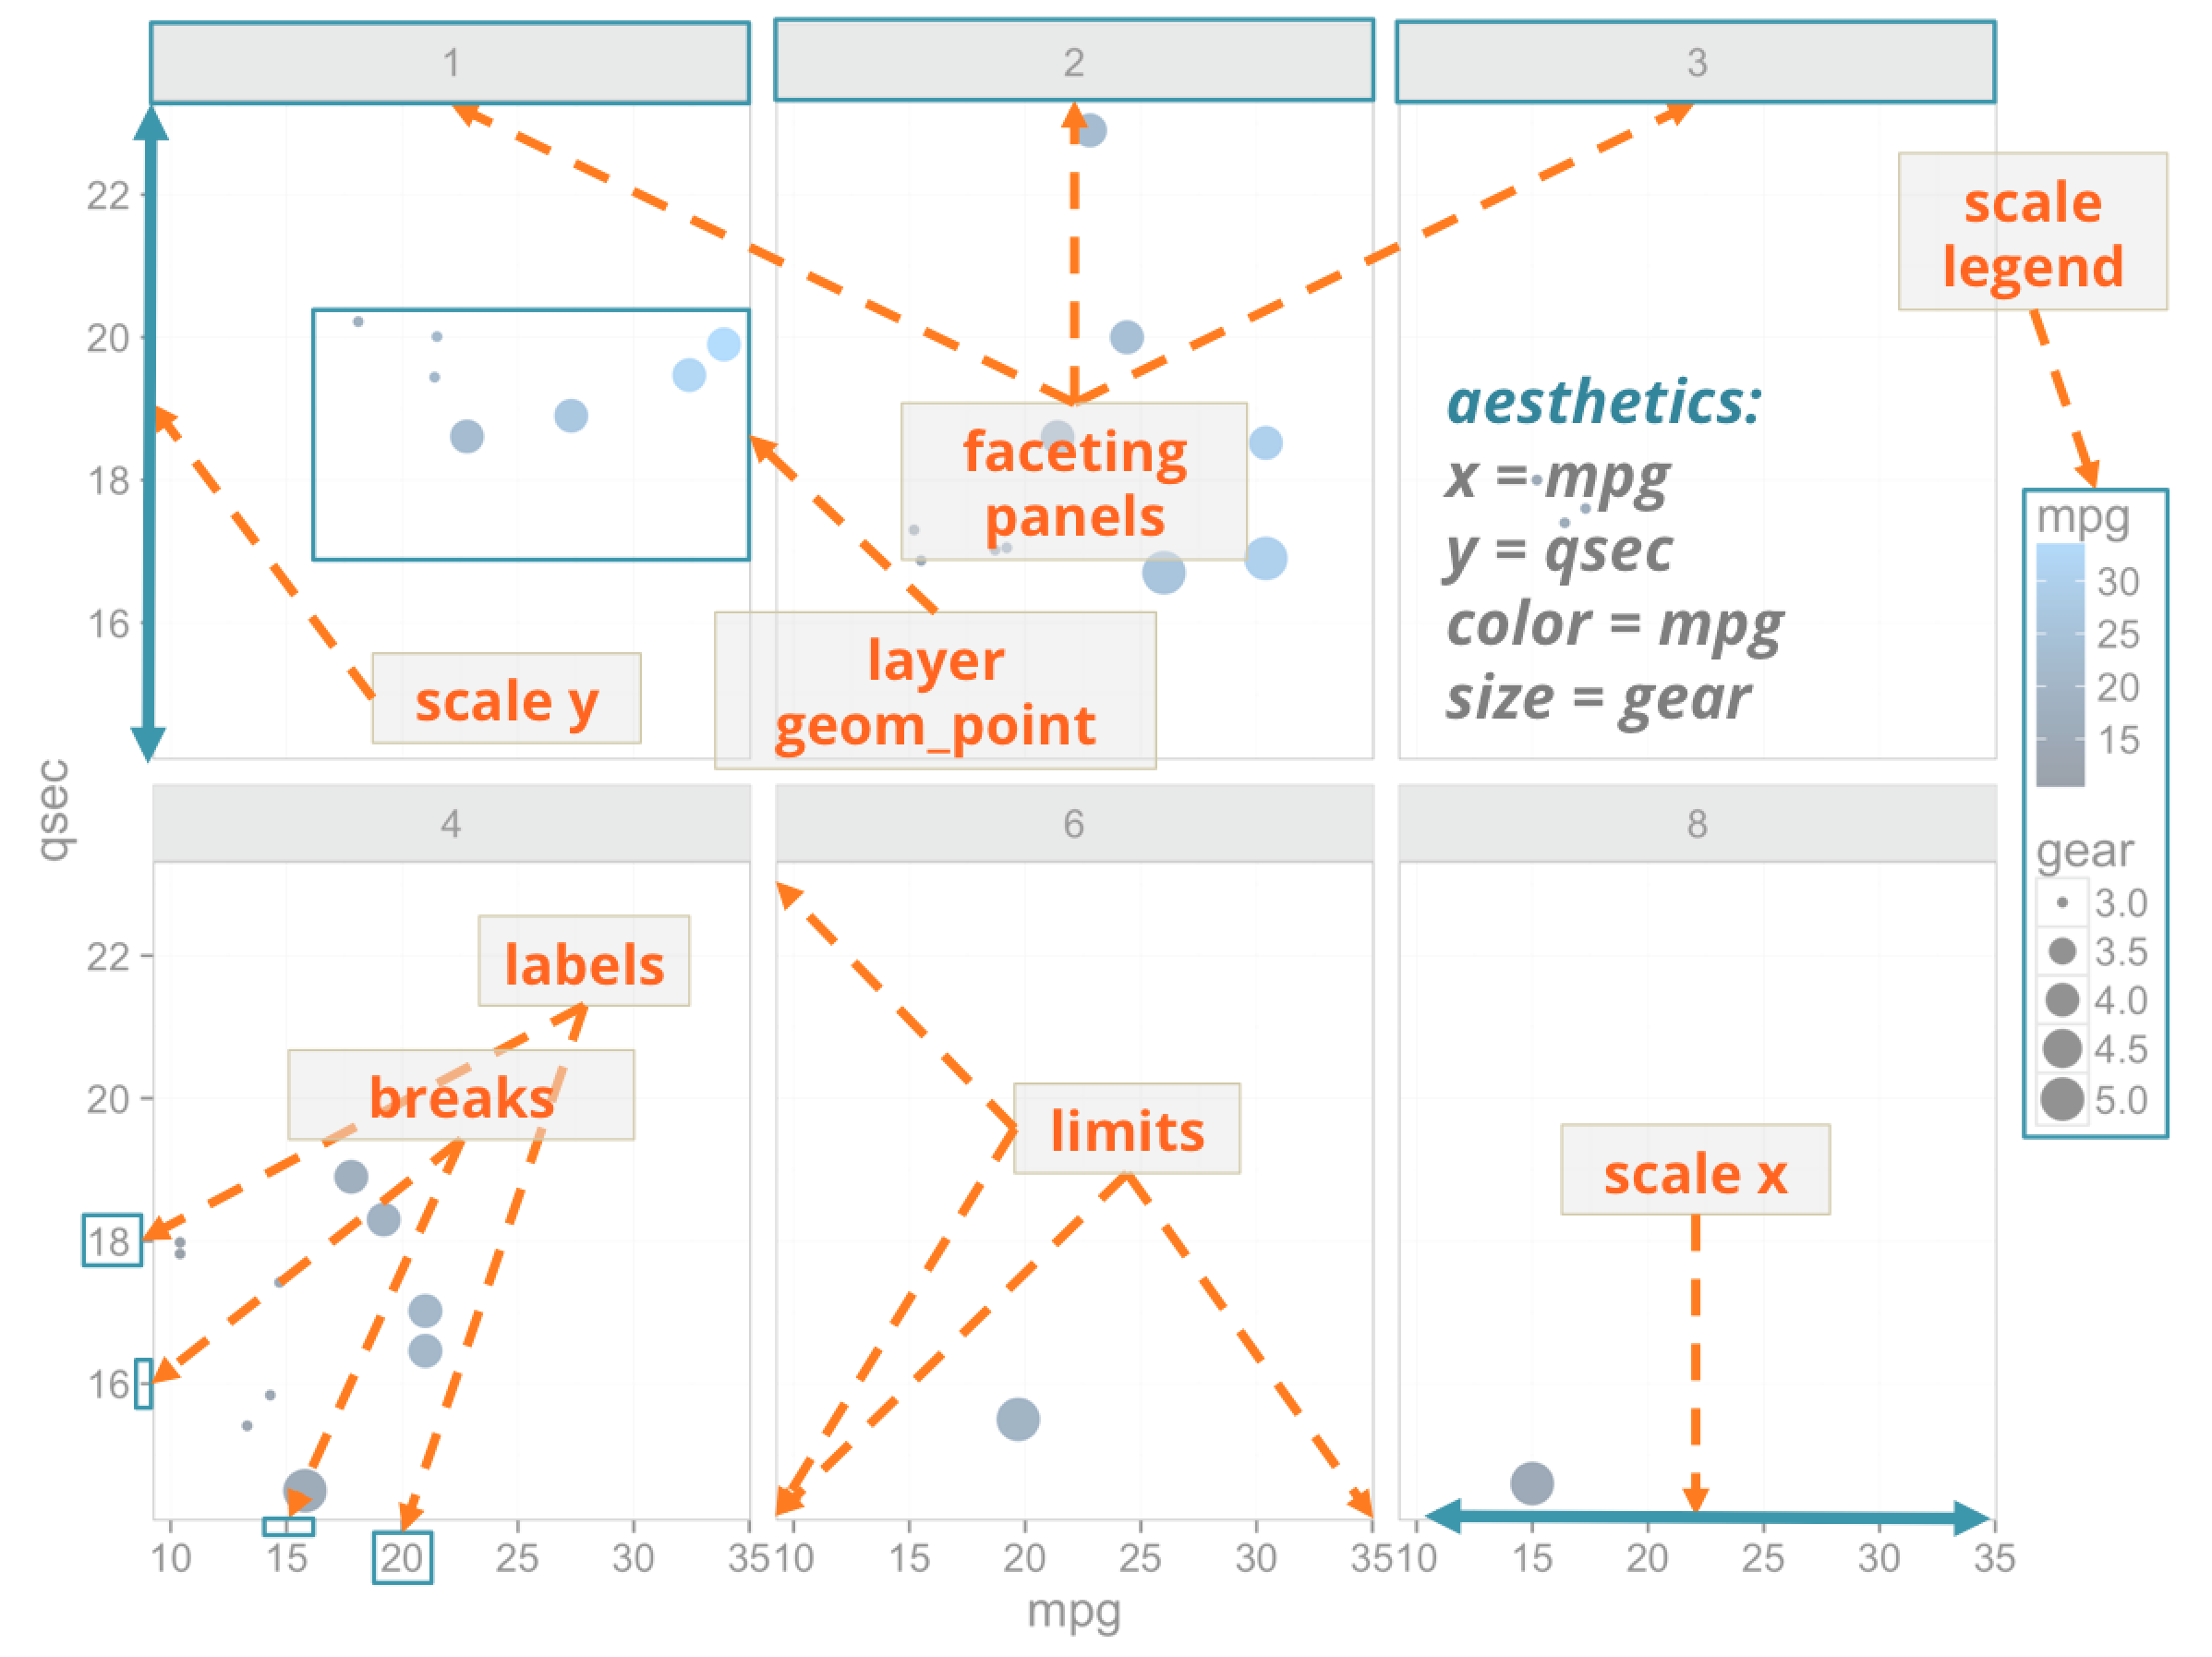 1
2
3
scale
legend
22
20
18
16
aesthetics:
x = mpg
y = qsec
color = mpg
size = gear
faceting
panels
layer
geom_point
scale y
mpg
30
25
20
15
gear
3.0
3.5
4.0
4.5
5.0
qsec
4
6
8
22
20
18
16
labels
breaks
limits
scale x
10 15 20 25 30 35
10 15 20 25 30 35
10 15 20 25 30 35
mpg